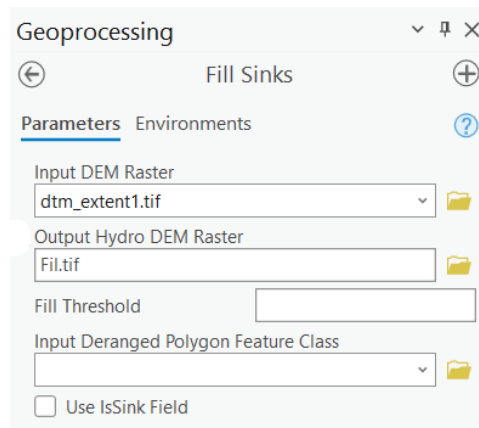 Geoprocessing
Fill Sinks
Parameters Environments
Input DEM Raster
dtm_extent1.tif
Output Hydro DEM Raster
Fil.tif
Fill Threshold
Input Deranged Polygon Feature Class
Use IsSink Field